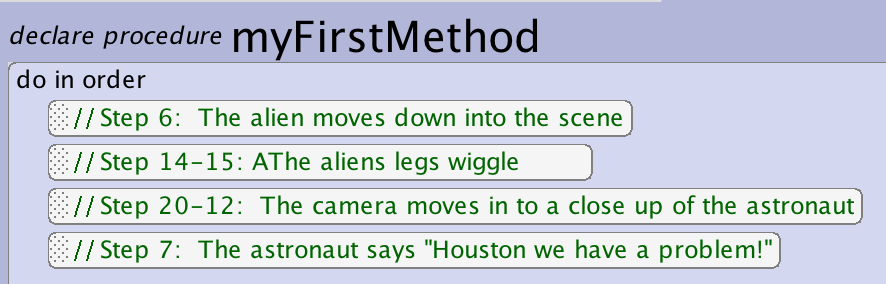 declare procedure myFirstMethod
do in order
// Step 6:  The alien moves down into the scene
// Step 14-15: AThe aliens legs wiggle
// Step 20-12:  The camera moves in to a close up of the astronaut
// Step 7:  The astronaut says "Houston we have a problem!"